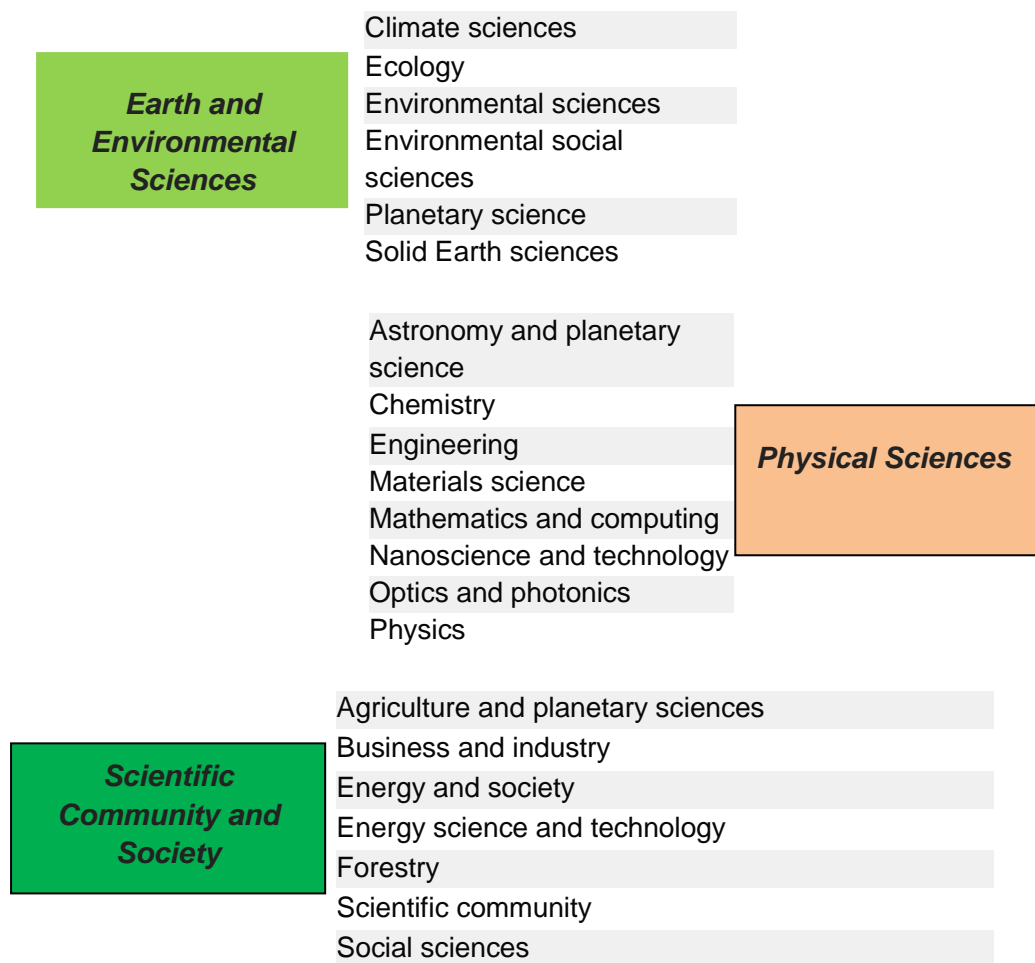 Earth and
Environmental
Sciences
Climate sciences
Ecology
Environmental sciences
Environmental social
sciences
Planetary science
Solid Earth sciences
Astronomy and planetary
science
Chemistry
Engineering
Materials science
Mathematics and computing
Nanoscience and technology
Optics and photonics
Physics
Physical Sciences
Scientific
Community and
Society
Agriculture and planetary sciences
Business and industry
Energy and society
Energy science and technology
Forestry
Scientific community
Social sciences